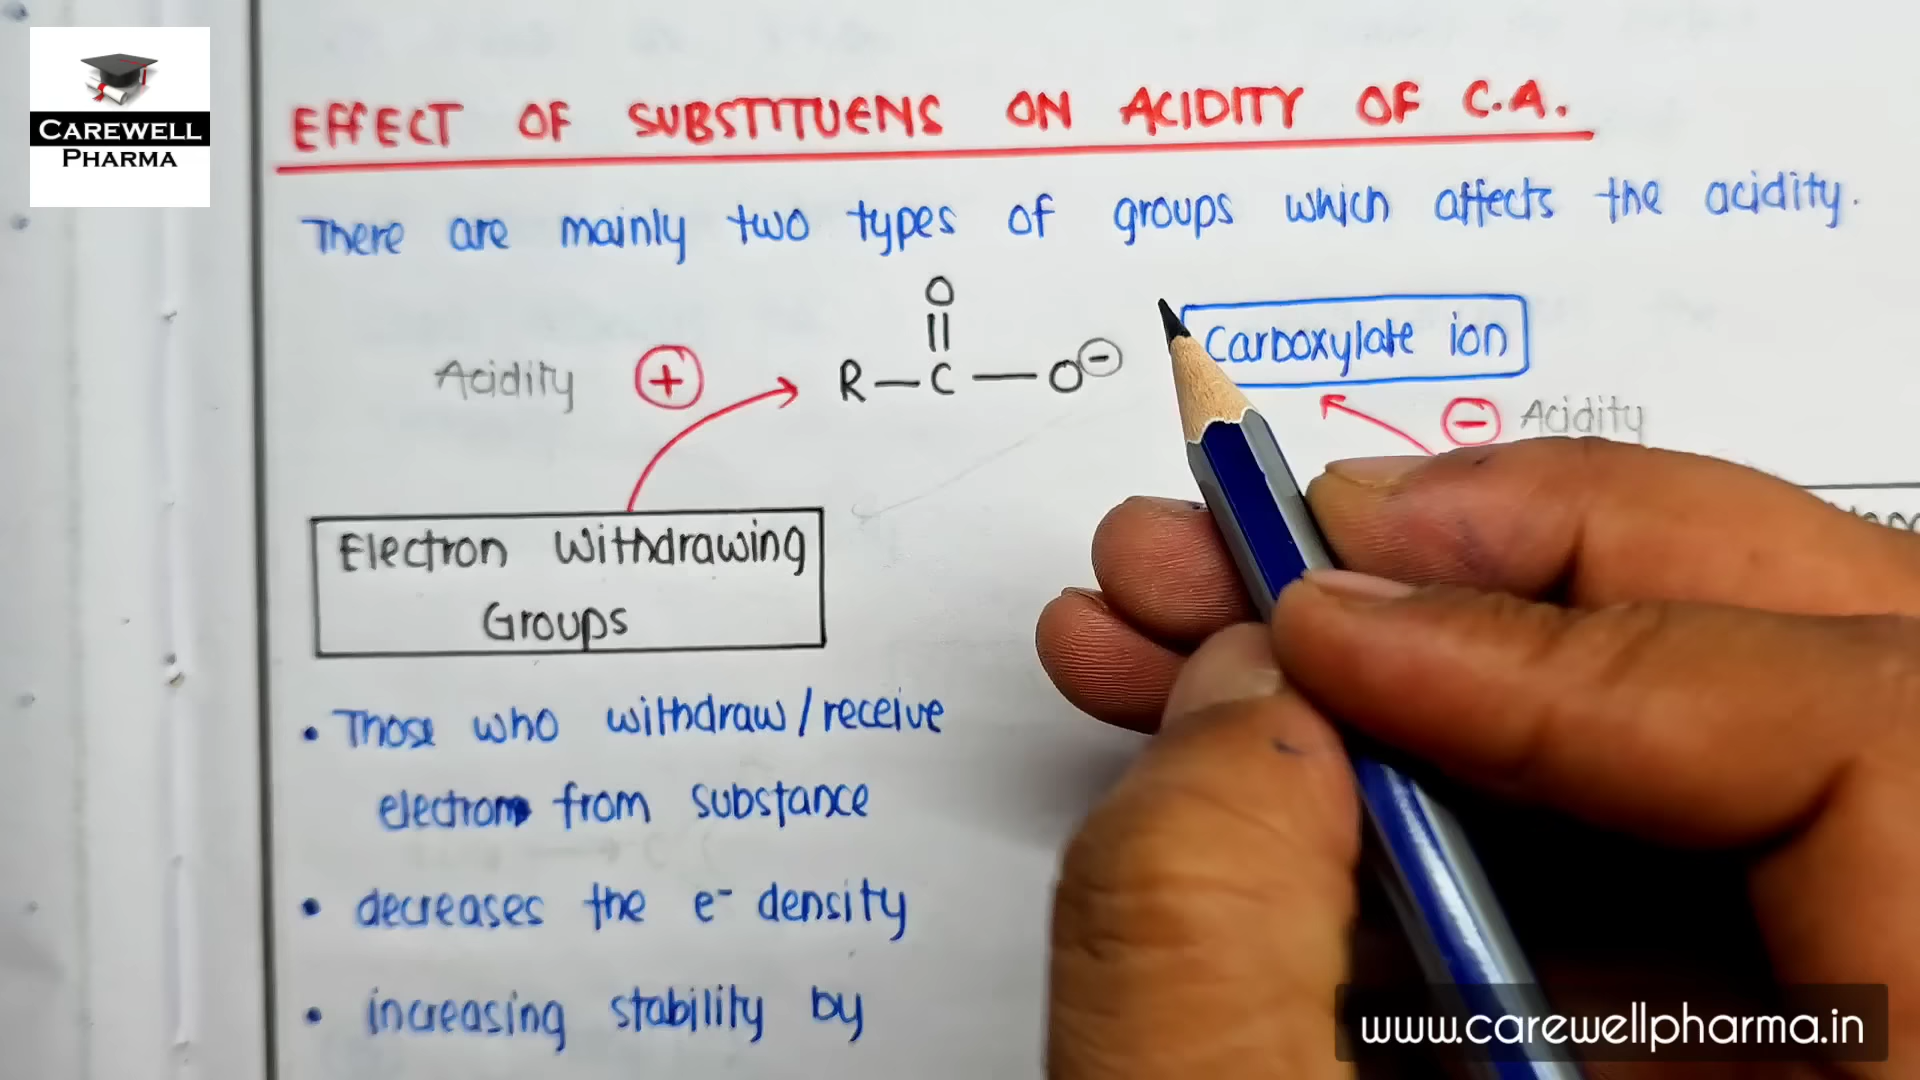 CAREWELL
PHARMA
EFFECT OF SUBSTITUENS ON ACIDITY OF C.A.
There are mainly two types of groups which affects the acidity.
O
Acidity + R-C-O⊖ Carboxylate ion
- Acidity
Electron Withdrawing
Groups
• Those who withdraw/receive
electron from substance
• decreases the e⁻ density
• increasing stability by
www.carewellpharma.in